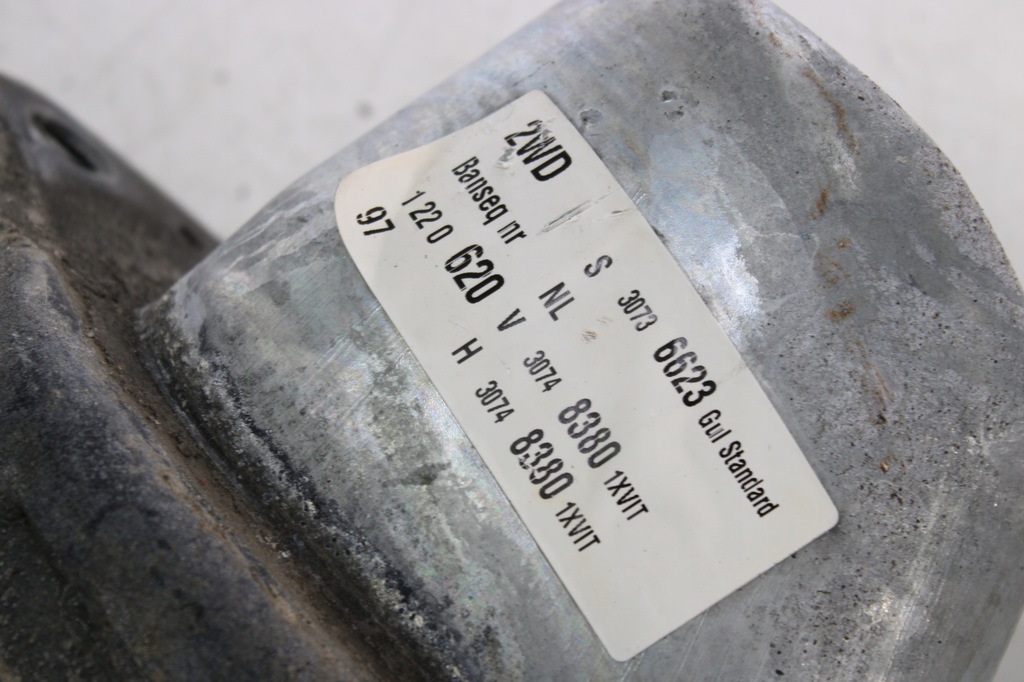 2WD
Banseq nr S 3073 6623 Gul Standard
1 22 0 620 NL
97 V 3074 8380 1XVIT
H 3074 8380 1XVIT